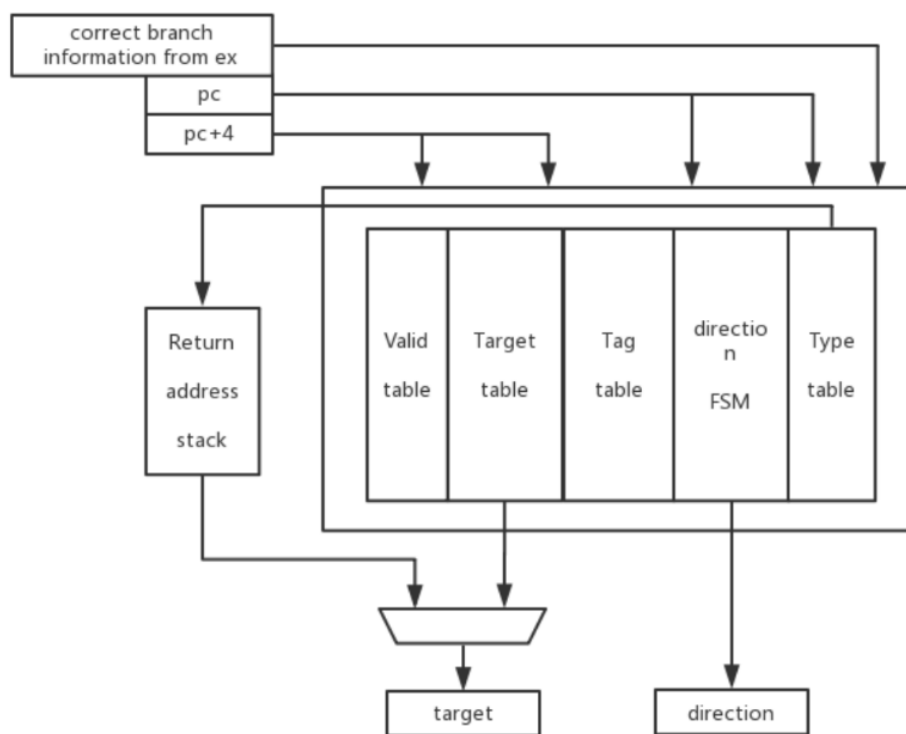 correct branch
information from ex
pc
pc+4
Return
address
stack
Valid
table
Target
table
Tag
table
directio
n
FSM
Type
table
target
direction